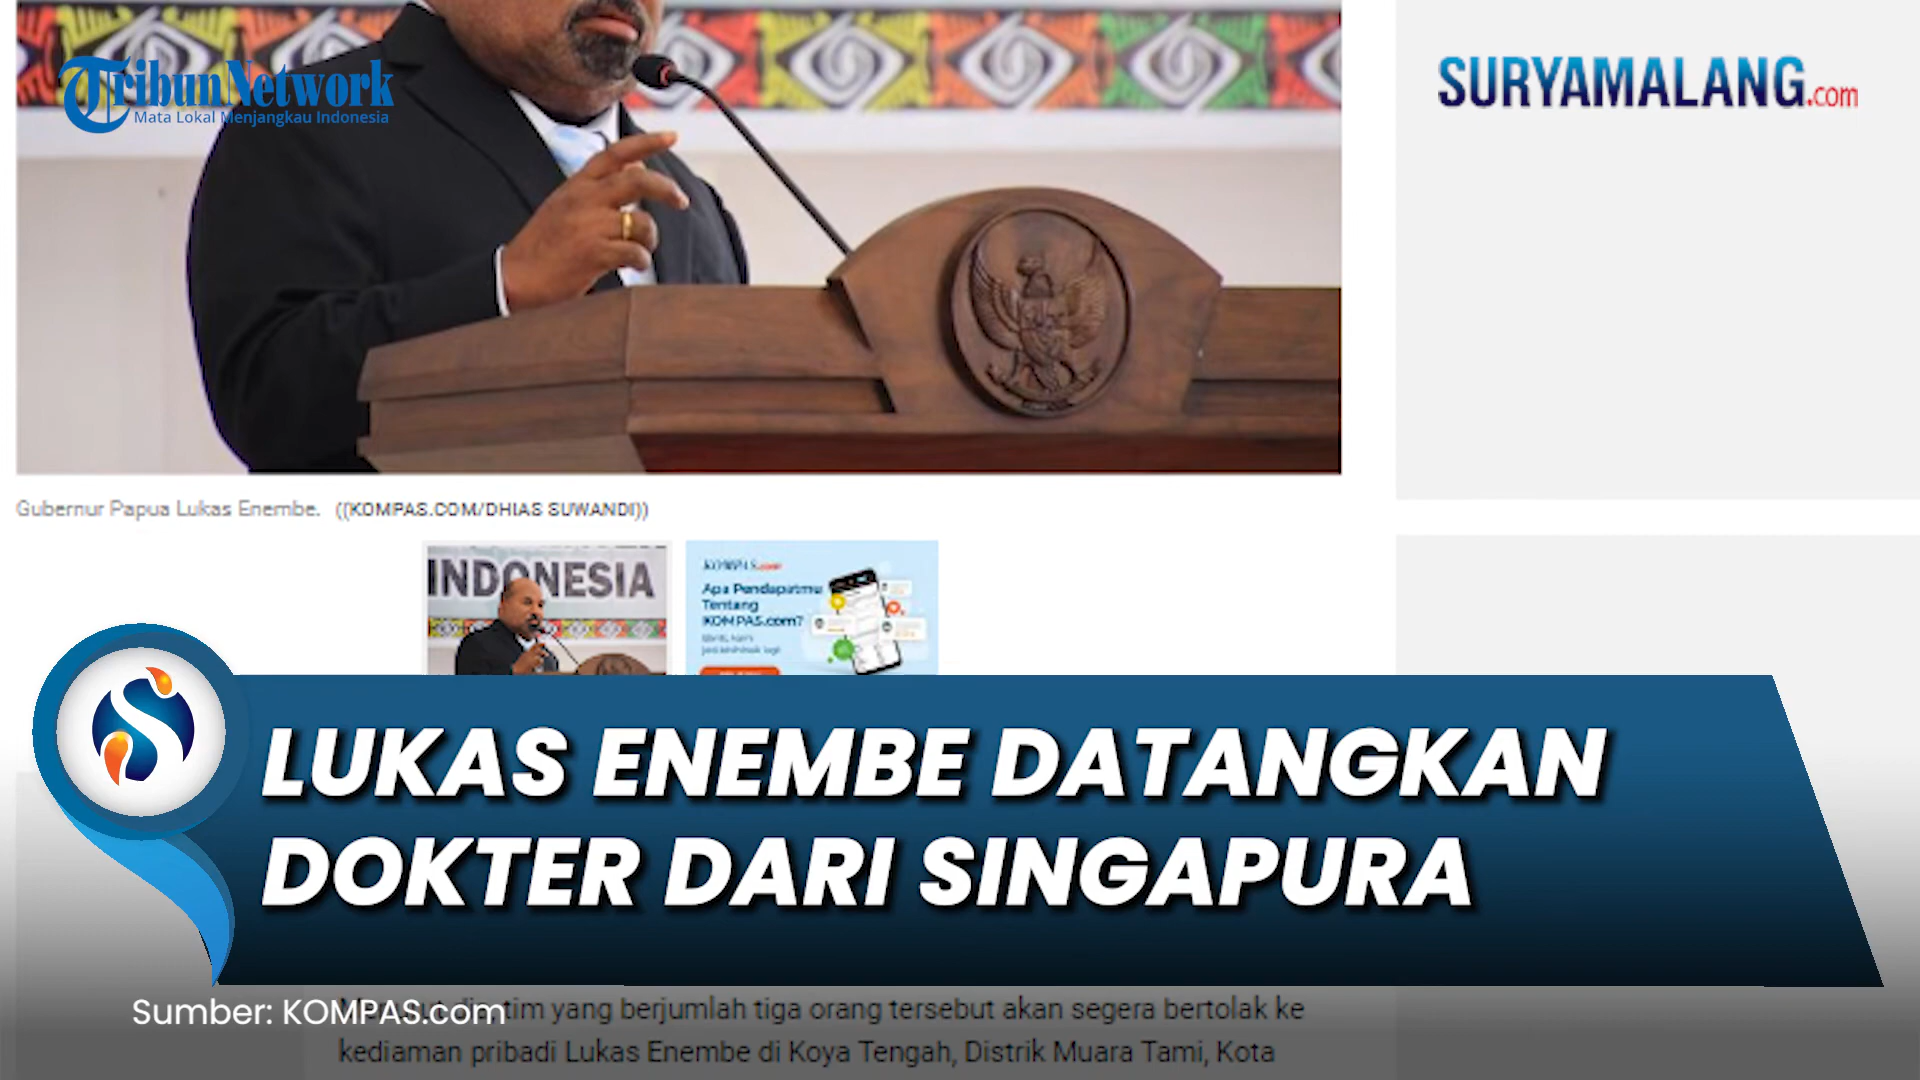 TribunNetwork
Mata Lokal Menjangkau Indonesia
SURYAMALANG.com
Gubernur Papua Lukas Enembe. ((KOMPAS.COM/DHIAS SUWANDI))
INDONESIA
KOMPAS.com
Apa Pendapatmu
Tentang
KOMPAS.com?
LUKAS ENEMBE DATANGKAN
DOKTER DARI SINGAPURA
Sumber: KOMPAS.com
tim yang berjumlah tiga orang tersebut akan segera bertolak ke
kediaman pribadi Lukas Enembe di Koya Tengah, Distrik Muara Tami, Kota